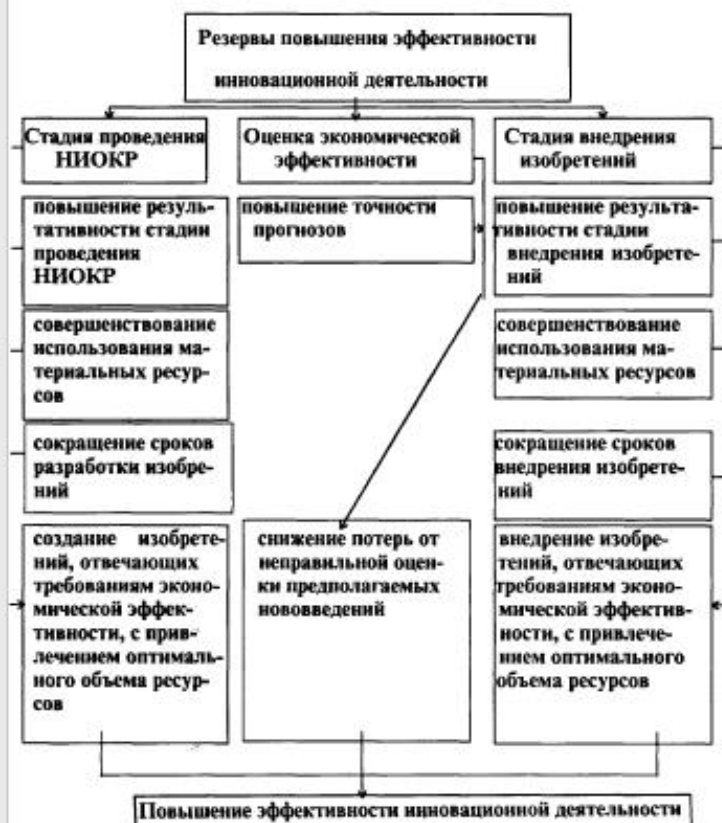 Резервы повышения эффективности
инновационной деятельности
Стадия проведения
НИОКР
Оценка экономической
эффективности
Стадия внедрения
изобретений
повышение резуль-
тативности стадии
проведения
НИОКР
повышение точности
прогнозов
повышение результа-
тивности стадии
внедрения изобрете-
ний
совершенствование
использования ма-
териальных ресур-
сов
совершенствование
использования ма-
териальных ресурсов
сокращение сроков
разработки изобре-
ний
сокращение сроков
внедрения изобрете-
ний
создание изобрете-
ний, отвечающих
требованиям эконо-
мической эффек-
тивности, с прив-
лечением оптималь-
ного объема ресур-
сов
снижение потерь от
неправильной оцен-
ки предполагаемых
нововведений
внедрение изобре-
тений, отвечающих
требованиям эконо-
мической эффектив-
ности, с привлече-
нием оптимального
объема ресурсов
Повышение эффективности инновационной деятельности